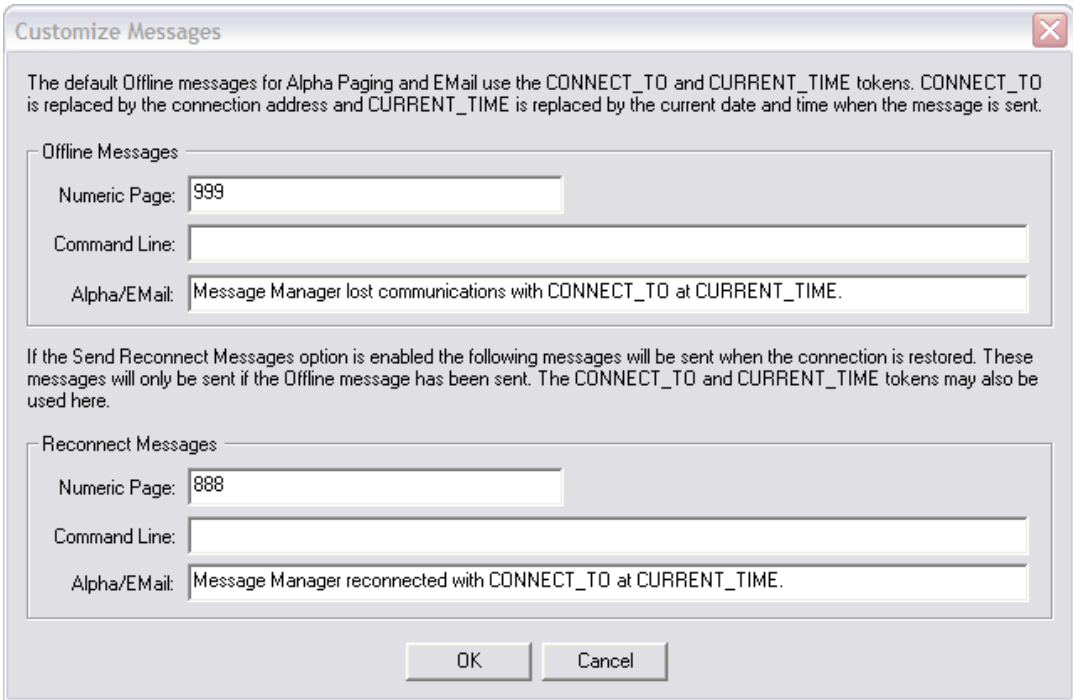 Customize Messages
The default Offline messages for Alpha Paging and EMail use the CONNECT_TO and CURRENT_TIME tokens. CONNECT_TO
is replaced by the connection address and CURRENT_TIME is replaced by the current date and time when the message is sent.
Offline Messages
Numeric Page: 999
Command Line:
Alpha/EMail: Message Manager lost communications with CONNECT_TO at CURRENT_TIME.
If the Send Reconnect Messages option is enabled the following messages will be sent when the connection is restored. These
messages will only be sent if the Offline message has been sent. The CONNECT_TO and CURRENT_TIME tokens may also be
used here.
Reconnect Messages
Numeric Page: 888
Command Line:
Alpha/EMail: Message Manager reconnected with CONNECT_TO at CURRENT_TIME.
OK Cancel